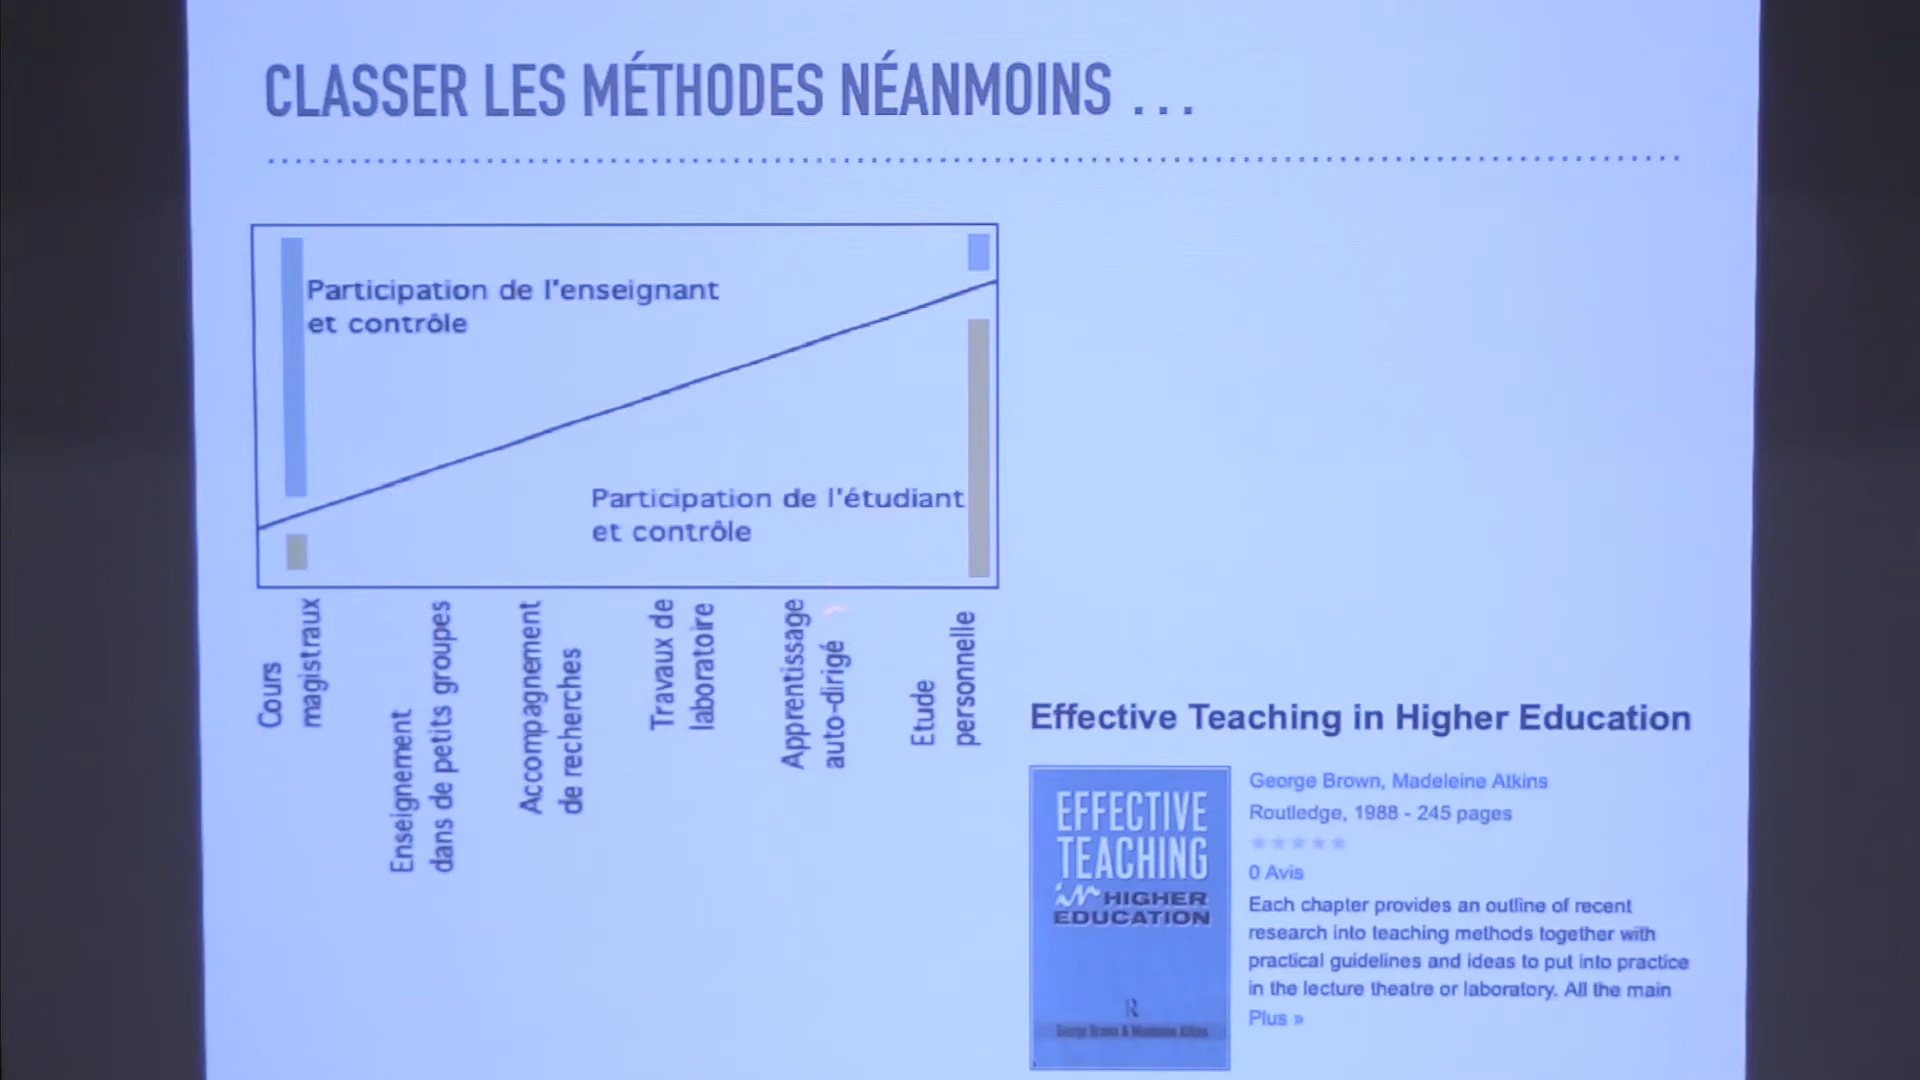 CLASSER LES MÉTHODES NÉANMOINS ...
Participation de l'enseignant
et contrôle
Participation de l'étudiant
et contrôle
Cours
magistraux
Enseignement
dans de petits groupes
Accompagnement
de recherches
Travaux de
laboratoire
Apprentissage
auto-dirigé
Etude
personnelle
Effective Teaching in Higher Education
EFFECTIVE
TEACHING
in HIGHER
EDUCATION
R
George Brown & Madeleine Atkins
George Brown, Madeleine Atkins
Routledge, 1988 - 245 pages
0 Avis
Each chapter provides an outline of recent
research into teaching methods together with
practical guidelines and ideas to put into practice
in the lecture theatre or laboratory. All the main
Plus »